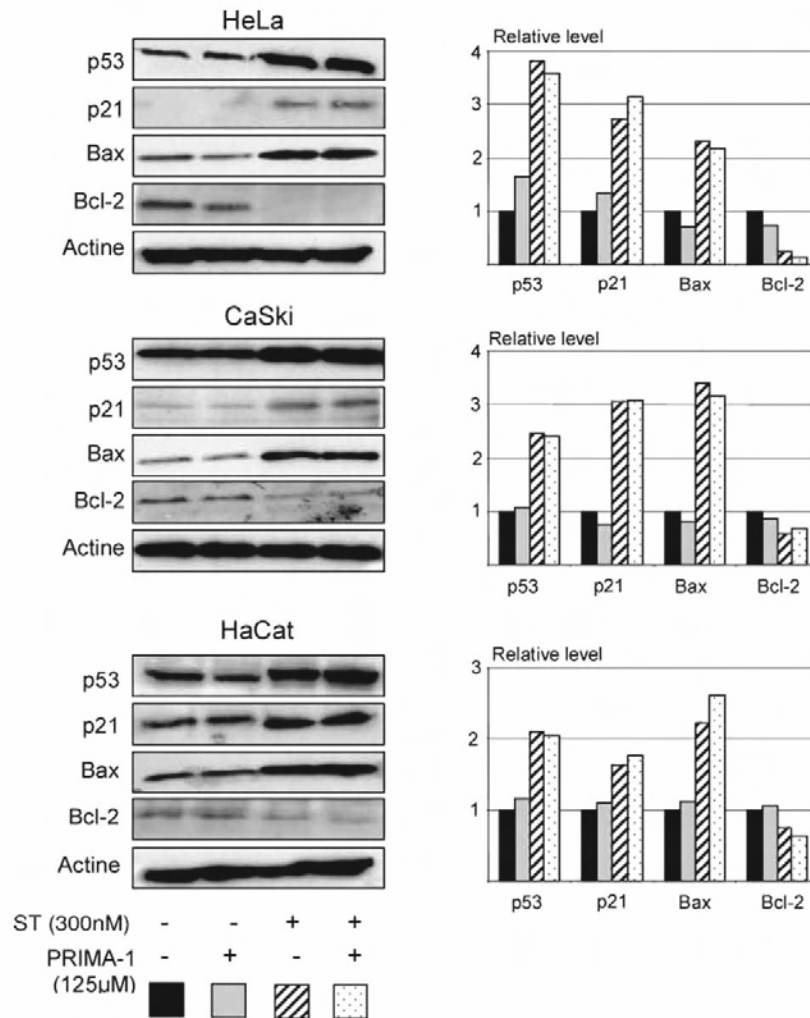 HeLa
p53
p21
Bax
Bcl-2
Actine
Relative level
4
3
2
1
p53 p21 Bax Bcl-2
CaSki
p53
p21
Bax
Bcl-2
Actine
Relative level
4
3
2
1
p53 p21 Bax Bcl-2
HaCat
p53
p21
Bax
Bcl-2
Actine
Relative level
3
2
1
p53 p21 Bax Bcl-2
ST (300nM) - - + +
PRIMA-1 - + - +
(125µM)